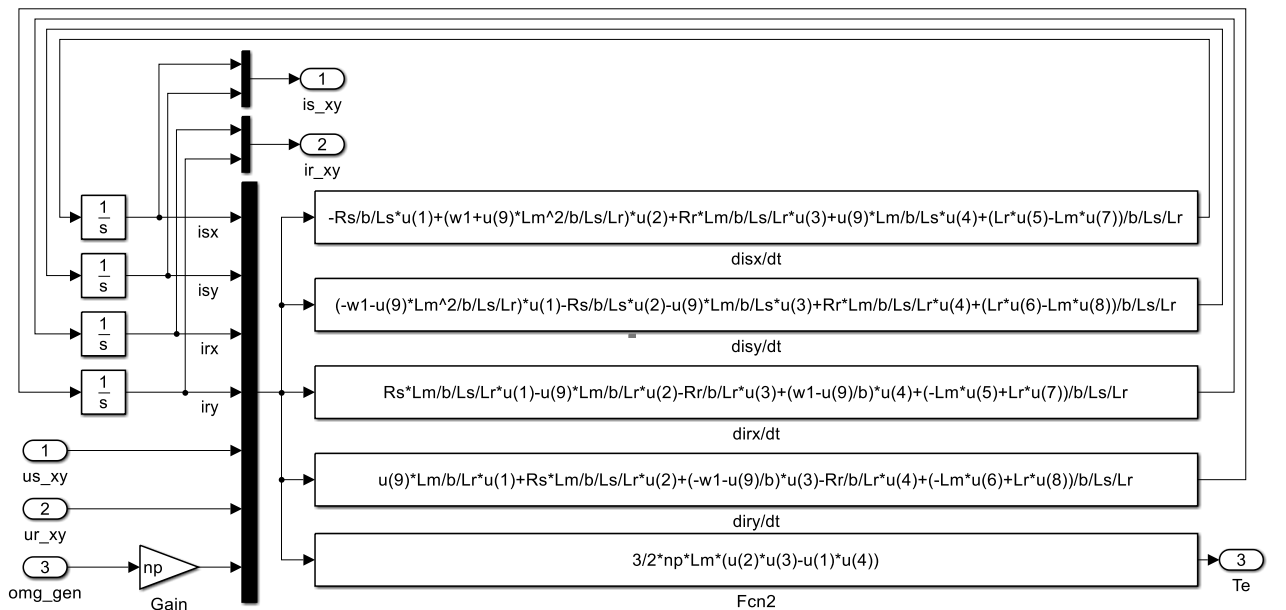 1
is_xy
2
ir_xy
1
s
isx
-Rs/b/Ls*u(1)+(w1+u(9)*Lm^2/b/Ls/Lr)*u(2)+Rr*Lm/b/Ls/Lr*u(3)+u(9)*Lm/b/Ls*u(4)+(Lr*u(5)-Lm*u(7))/b/Ls/Lr
disx/dt
1
s
isy
(-w1-u(9)*Lm^2/b/Ls/Lr)*u(1)-Rs/b/Ls*u(2)-u(9)*Lm/b/Ls*u(3)+Rr*Lm/b/Ls/Lr*u(4)+(Lr*u(6)-Lm*u(8))/b/Ls/Lr
disy/dt
1
s
irx
Rs*Lm/b/Ls/Lr*u(1)-u(9)*Lm/b/Lr*u(2)-Rr/b/Lr*u(3)+(w1-u(9)/b)*u(4)+(-Lm*u(5)+Lr*u(7))/b/Ls/Lr
dirx/dt
1
s
iry
1
us_xy
u(9)*Lm/b/Lr*u(1)+Rs*Lm/b/Ls/Lr*u(2)+(-w1-u(9)/b)*u(3)-Rr/b/Lr*u(4)+(-Lm*u(6)+Lr*u(8))/b/Ls/Lr
diry/dt
2
ur_xy
3
omg_gen
np
Gain
3/2*np*Lm*(u(2)*u(3)-u(1)*u(4))
Fcn2
3
Te